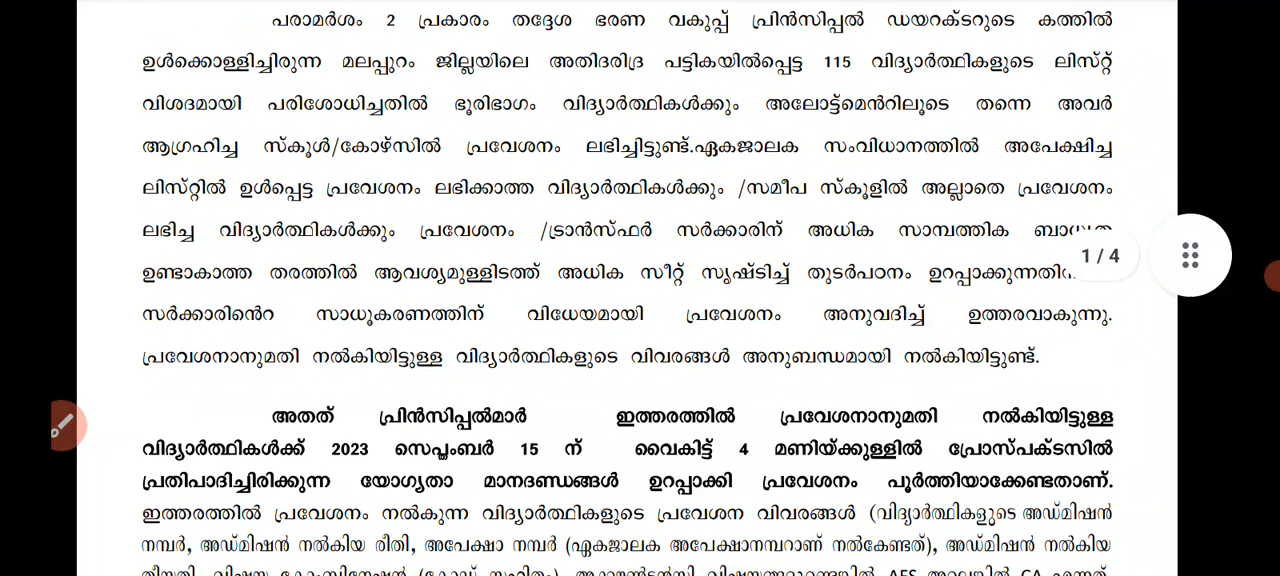 പരാമർശം 2 പ്രകാരം തദ്ദേശ ഭരണ വകുപ്പ് പ്രിൻസിപ്പൽ ഡയറക്ടറുടെ കത്തിൽ
ഉൾക്കൊള്ളിച്ചിരുന്ന മലപ്പുറം ജില്ലയിലെ അതിദരിദ്ര പട്ടികയിൽപ്പെട്ട 115 വിദ്യാർത്ഥികളുടെ ലിസ്റ്റ്
വിശദമായി പരിശോധിച്ചതിൽ ഭൂരിഭാഗം വിദ്യാർത്ഥികൾക്കും അലോട്ട്മെൻറിലൂടെ തന്നെ അവർ
ആഗ്രഹിച്ച സ്കൂൾ/കോഴ്സിൽ പ്രവേശനം ലഭിച്ചിട്ടുണ്ട്.ഏകജാലക സംവിധാനത്തിൽ അപേക്ഷിച്ച
ലിസ്റ്റിൽ ഉൾപ്പെട്ട പ്രവേശനം ലഭിക്കാത്ത വിദ്യാർത്ഥികൾക്കും /സമീപ സ്കൂളിൽ അല്ലാതെ പ്രവേശനം
ലഭിച്ച വിദ്യാർത്ഥികൾക്കും പ്രവേശനം /ട്രാൻസ്ഫർ സർക്കാരിന് അധിക സാമ്പത്തിക
ഉണ്ടാകാത്ത തരത്തിൽ ആവശ്യമുള്ളിടത്ത് അധിക സീറ്റ് സൃഷ്ടിച്ച് തുടർപഠനം
സർക്കാരിൻെറ സാധൂകരണത്തിന് വിധേയമായി പ്രവേശനം അനുവദിച്ച് ഉത്തരവാകുന്നു.
പ്രവേശനാനുമതി നൽകിയിട്ടുള്ള വിദ്യാർത്ഥികളുടെ വിവരങ്ങൾ അനുബന്ധമായി നൽകിയിട്ടുണ്ട്.
1 / 4
അതത് പ്രിൻസിപ്പൽമാർ ഇത്തരത്തിൽ പ്രവേശനാനുമതി നൽകിയിട്ടുള്ള
വിദ്യാർത്ഥികൾക്ക് 2023 സെപ്തംബർ 15 ന് വൈകിട്ട് 4 മണിയ്ക്കുള്ളിൽ പ്രോസ്പക്ടസിൽ
പ്രതിപാദിച്ചിരിക്കുന്ന യോഗ്യതാ മാനദണ്ഡങ്ങൾ ഉറപ്പാക്കി പ്രവേശനം പൂർത്തിയാക്കേണ്ടതാണ്.
ഇത്തരത്തിൽ പ്രവേശനം നൽകുന്ന വിദ്യാർത്ഥികളുടെ പ്രവേശന വിവരങ്ങൾ (വിദ്യാർത്ഥികളുടെ അഡ്മിഷൻ
നമ്പർ, അഡ്മിഷൻ നൽകിയ രീതി, അപേക്ഷാ നമ്പർ (ഏകജാലക അപേക്ഷാനമ്പറാണ് നൽകേണ്ടത്), അഡ്മിഷൻ നൽകിയ